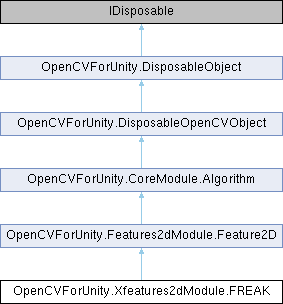 IDisposable
OpenCVForUnity.DisposableObject
OpenCVForUnity.DisposableOpenCVObject
OpenCVForUnity.CoreModule.Algorithm
OpenCVForUnity.Features2dModule.Feature2D
OpenCVForUnity.Xfeatures2dModule.FREAK